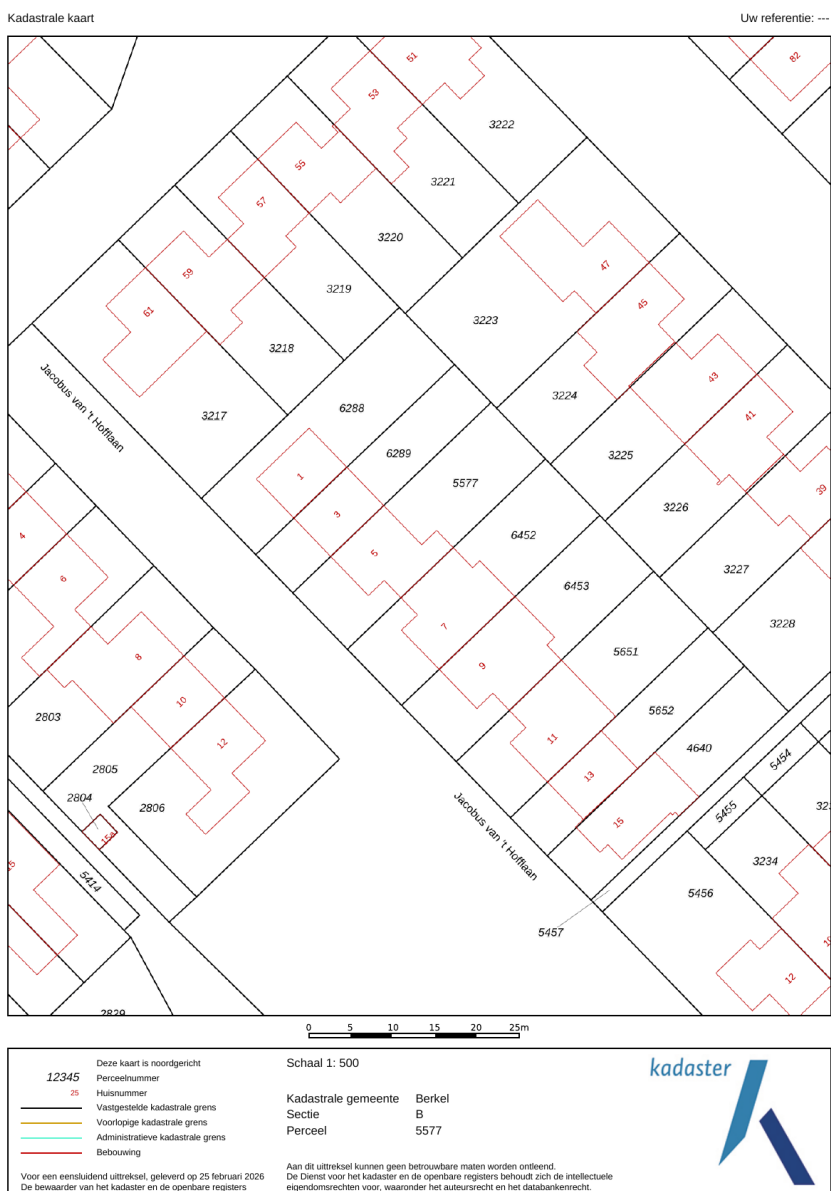 Kadastrale kaart
Uw referentie: ---
51
82
53
3222
55
3221
57
3220
47
59
3219
45
61
3223
3218
43
Jacobus van 't Hofflaan
3217
6288
3224
41
6289
3225
1
5577
39
3
3226
4
5
6452
3227
6
6453
7
3228
8
9
5651
10
5652
2803
12
11
4640
2805
13
5454
2804
2806
15
5455
15a
Jacobus van 't Hofflaan
3234
5414
5456
5457
12
2829
0 5 10 15 20 25m
Deze kaart is noordgericht
12345 Perceelnummer
25 Huisnummer
Vastgestelde kadastrale grens
Voorlopige kadastrale grens
Administratieve kadastrale grens
Bebouwing
Voor een eensluidend uittreksel, geleverd op 25 februari 2026
De bewaarder van het kadaster en de openbare registers
Schaal 1: 500
Kadastrale gemeente Berkel
Sectie B
Perceel 5577
Aan dit uittreksel kunnen geen betrouwbare maten worden ontleend.
De Dienst voor het kadaster en de openbare registers behoudt zich de intellectuele
eigendomsrechten voor, waaronder het auteursrecht en het databankenrecht.
kadaster